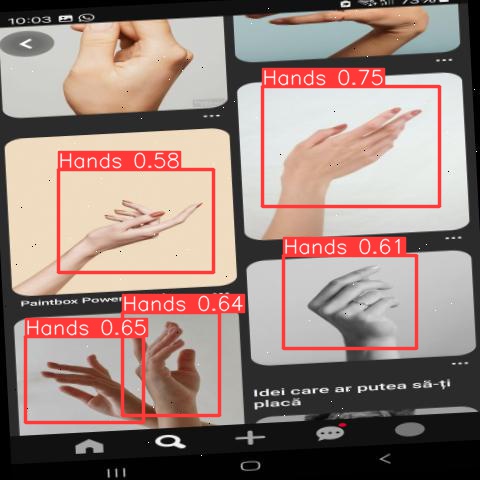 10:03
73%
Hands 0.75
Hands 0.58
Hands 0.61
Paintbox Power
Hands 0.64
Hands 0.65
Idei care ar putea să-ți
placă